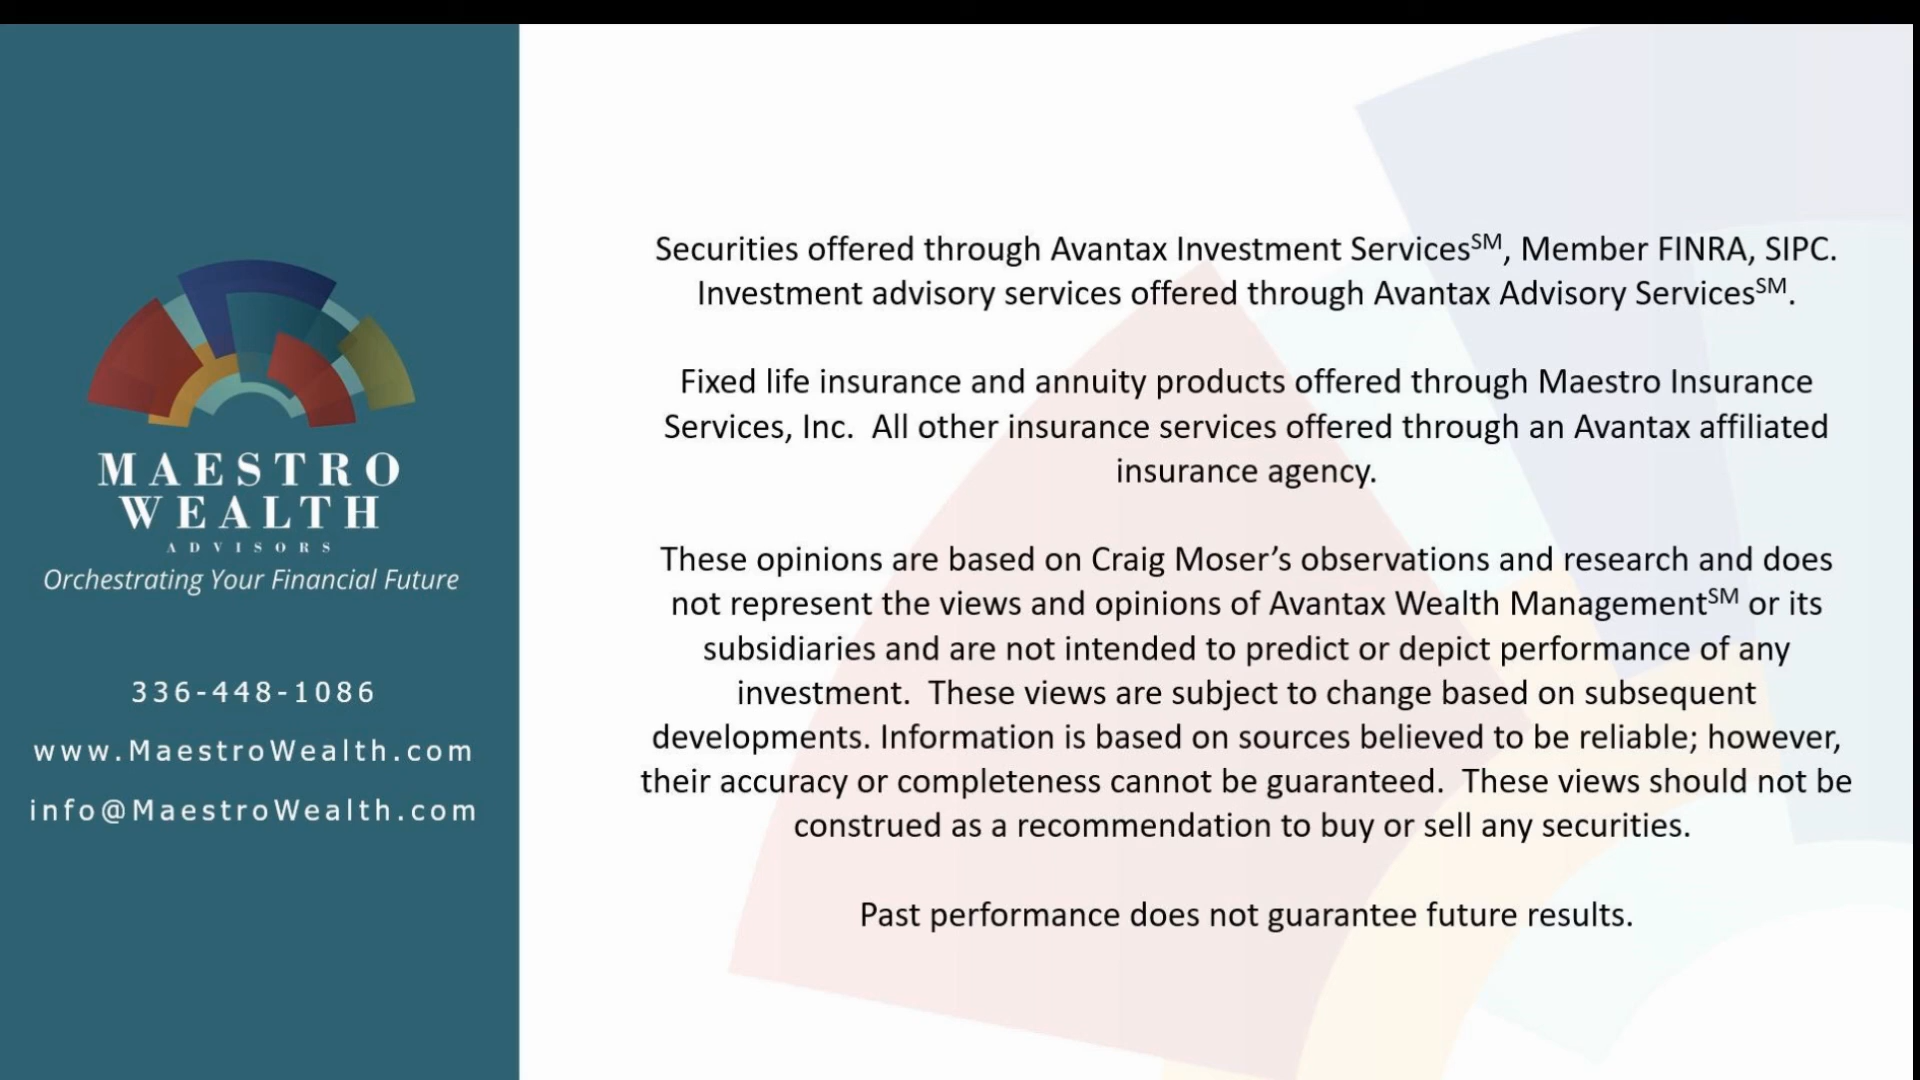 MAESTRO
WEALTH
ADVISORS
Orchestrating Your Financial Future
336-448-1086
www.MaestroWealth.com
info@MaestroWealth.com
Securities offered through Avantax Investment ServicesSM, Member FINRA, SIPC.
Investment advisory services offered through Avantax Advisory ServicesSM.
Fixed life insurance and annuity products offered through Maestro Insurance
Services, Inc.  All other insurance services offered through an Avantax affiliated
insurance agency.
These opinions are based on Craig Moser’s observations and research and does
not represent the views and opinions of Avantax Wealth ManagementSM or its
subsidiaries and are not intended to predict or depict performance of any
investment.  These views are subject to change based on subsequent
developments. Information is based on sources believed to be reliable; however,
their accuracy or completeness cannot be guaranteed.  These views should not be
construed as a recommendation to buy or sell any securities.
Past performance does not guarantee future results.